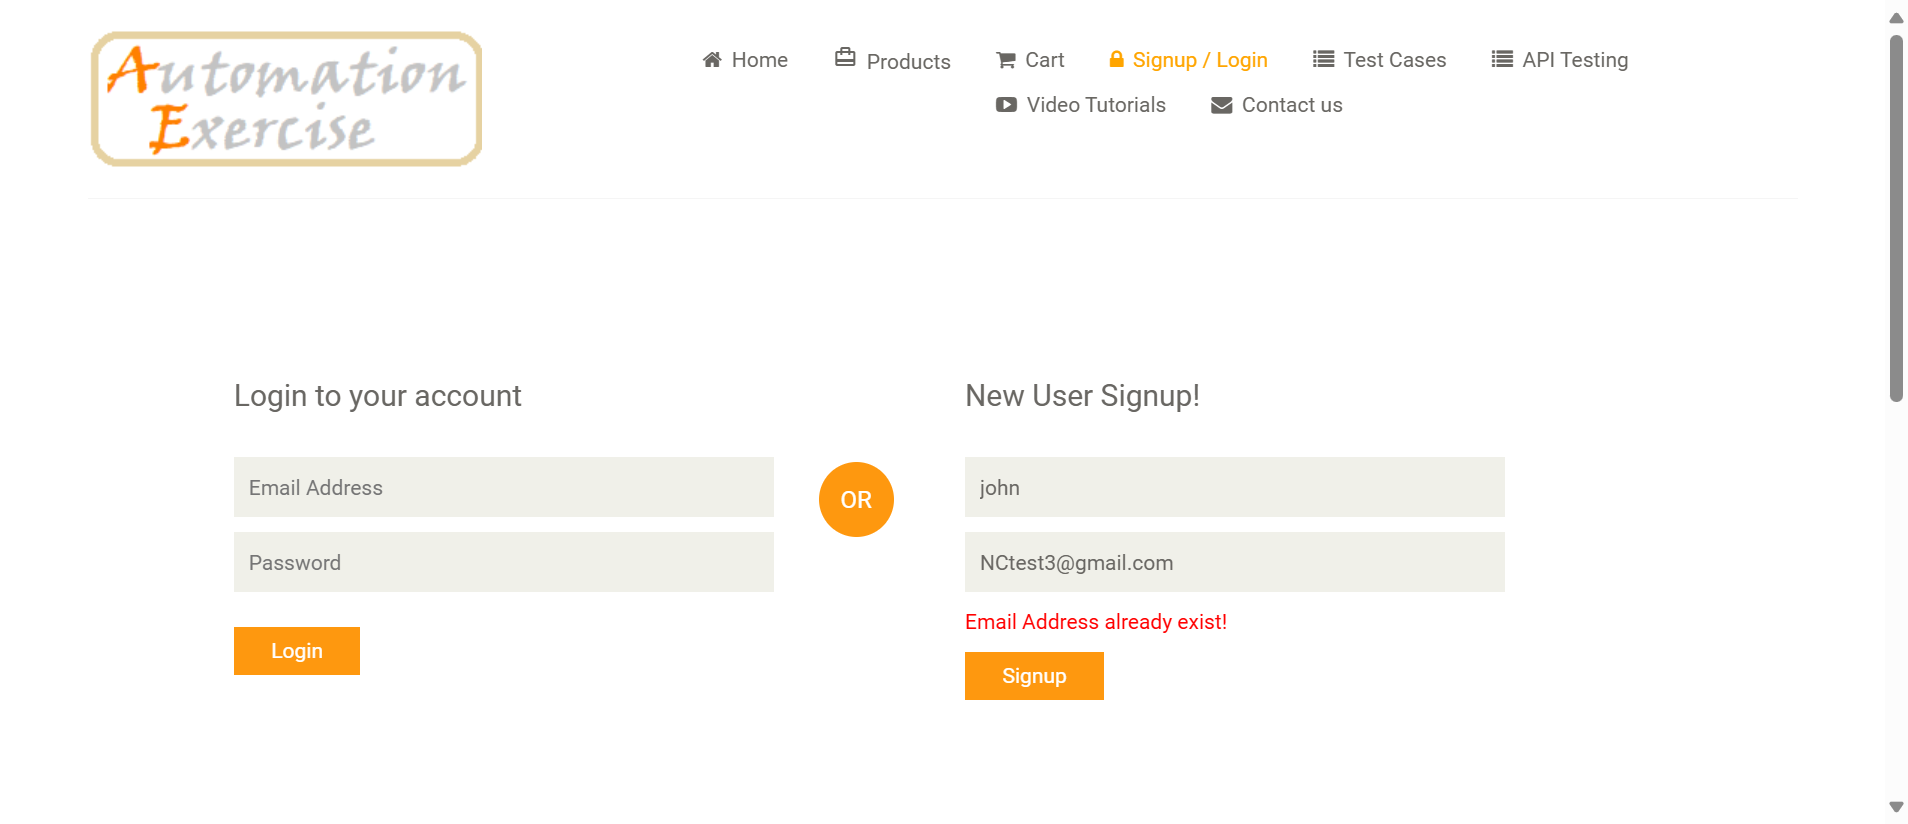 Automation
Exercise
Home
Products
Cart
Signup / Login
Test Cases
API Testing
Video Tutorials
Contact us
Login to your account
Email Address
Password
Login
OR
New User Signup!
john
NCtest3@gmail.com
Email Address already exist!
Signup